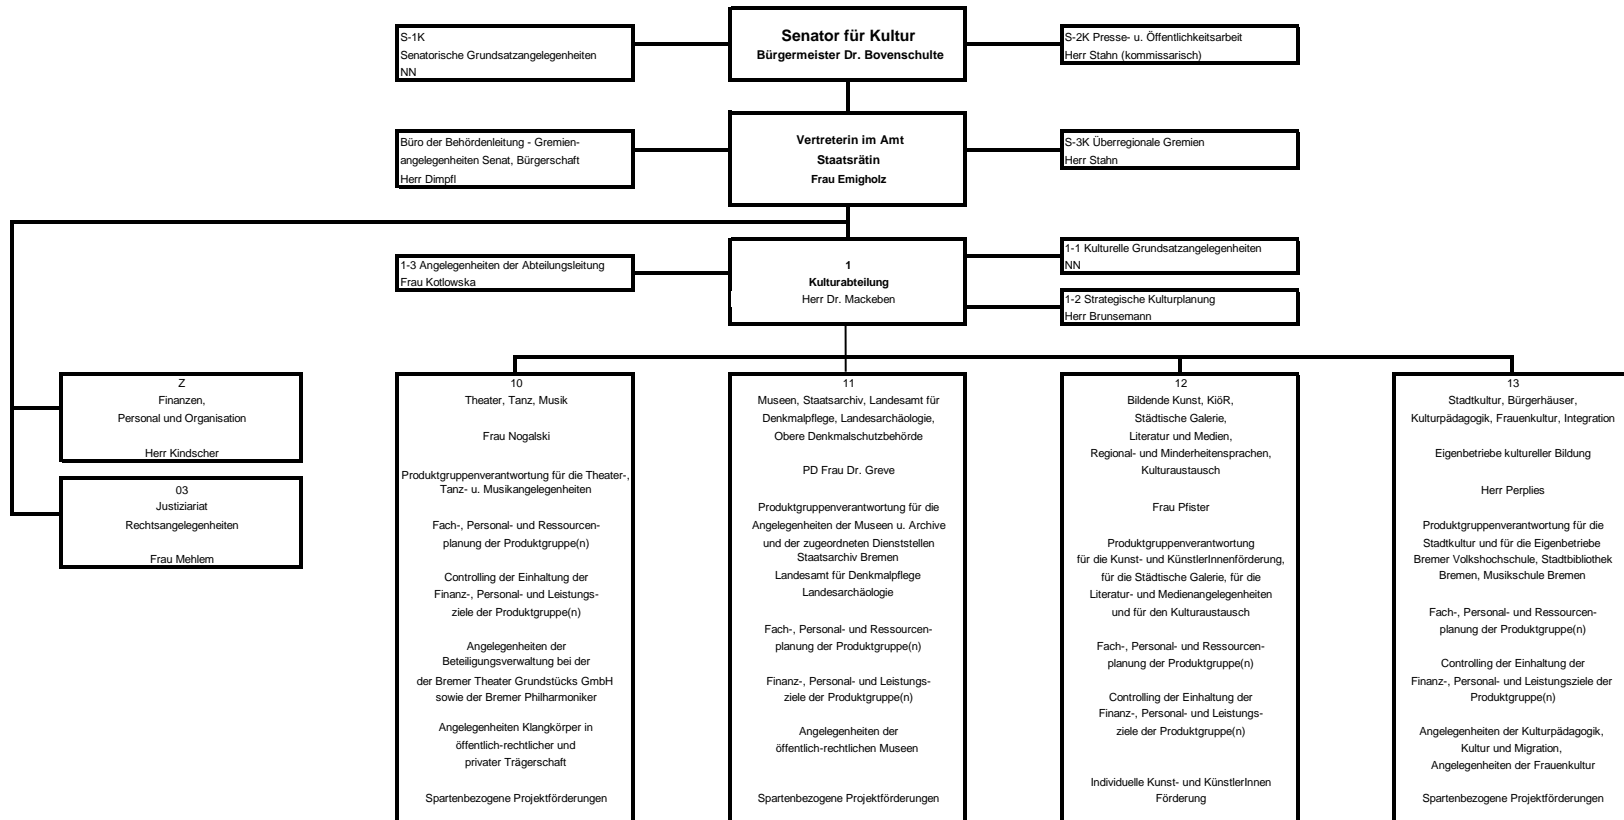 S-1K
Senatorische Grundsatzangelegenheiten
NN
Senator für Kultur
Bürgermeister Dr. Bovenschulte
S-2K Presse- u. Öffentlichkeitsarbeit
Herr Stahn (kommissarisch)
Büro der Behördenleitung - Gremien-
angelegenheiten Senat, Bürgerschaft
Herr Dimpfl
Vertreterin im Amt
Staatsrätin
Frau Emigholz
S-3K Überregionale Gremien
Herr Stahn
1-3 Angelegenheiten der Abteilungsleitung
Frau Kotlowska
1
Kulturabteilung
Herr Dr. Mackeben
1-1 Kulturelle Grundsatzangelegenheiten
NN
1-2 Strategische Kulturplanung
Herr Brunsemann
Z
Finanzen,
Personal und Organisation
Herr Kindscher
03
Justiziariat
Rechtsangelegenheiten
Frau Mehlem
10
Theater, Tanz, Musik
Frau Nogalski
Produktgruppenverantwortung für die Theater-,
Tanz- u. Musikangelegenheiten
Fach-, Personal- und Ressourcen-
planung der Produktgruppe(n)
Controlling der Einhaltung der
Finanz-, Personal- und Leistungs-
ziele der Produktgruppe(n)
Angelegenheiten der
Beteiligungsverwaltung bei der
der Bremer Theater Grundstücks GmbH
sowie der Bremer Philharmoniker
Angelegenheiten Klangkörper in
öffentlich-rechtlicher und
privater Trägerschaft
Spartenbezogene Projektförderungen
11
Museen, Staatsarchiv, Landesamt für
Denkmalpflege, Landesarchäologie,
Obere Denkmalschutzbehörde
PD Frau Dr. Greve
Produktgruppenverantwortung für die
Angelegenheiten der Museen u. Archive
und der zugeordneten Dienststellen
Staatsarchiv Bremen
Landesamt für Denkmalpflege
Landesarchäologie
Fach-, Personal- und Ressourcen-
planung der Produktgruppe(n)
Finanz-, Personal- und Leistungs-
ziele der Produktgruppe(n)
Angelegenheiten der
öffentlich-rechtlichen Museen
Spartenbezogene Projektförderungen
12
Bildende Kunst, KiöR,
Städtische Galerie,
Literatur und Medien,
Regional- und Minderheitensprachen,
Kulturaustausch
Frau Pfister
Produktgruppenverantwortung
für die Kunst- und KünstlerInnenförderung,
für die Städtische Galerie, für die
Literatur- und Medienangelegenheiten
und für den Kulturaustausch
Fach-, Personal- und Ressourcen-
planung der Produktgruppe(n)
Controlling der Einhaltung der
Finanz-, Personal- und Leistungs-
ziele der Produktgruppe(n)
Individuelle Kunst- und KünstlerInnen
Förderung
13
Stadtkultur, Bürgerhäuser,
Kulturpädagogik, Frauenkultur, Integration
Eigenbetriebe kultureller Bildung
Herr Perplies
Produktgruppenverantwortung für die
Stadtkultur und für die Eigenbetriebe
Bremer Volkshochschule, Stadtbibliothek
Bremen, Musikschule Bremen
Fach-, Personal- und Ressourcen-
planung der Produktgruppe(n)
Controlling der Einhaltung der
Finanz-, Personal- und Leistungsziele der
Produktgruppe(n)
Angelegenheiten der Kulturpädagogik,
Kultur und Migration,
Angelegenheiten der Frauenkultur
Spartenbezogene Projektförderungen